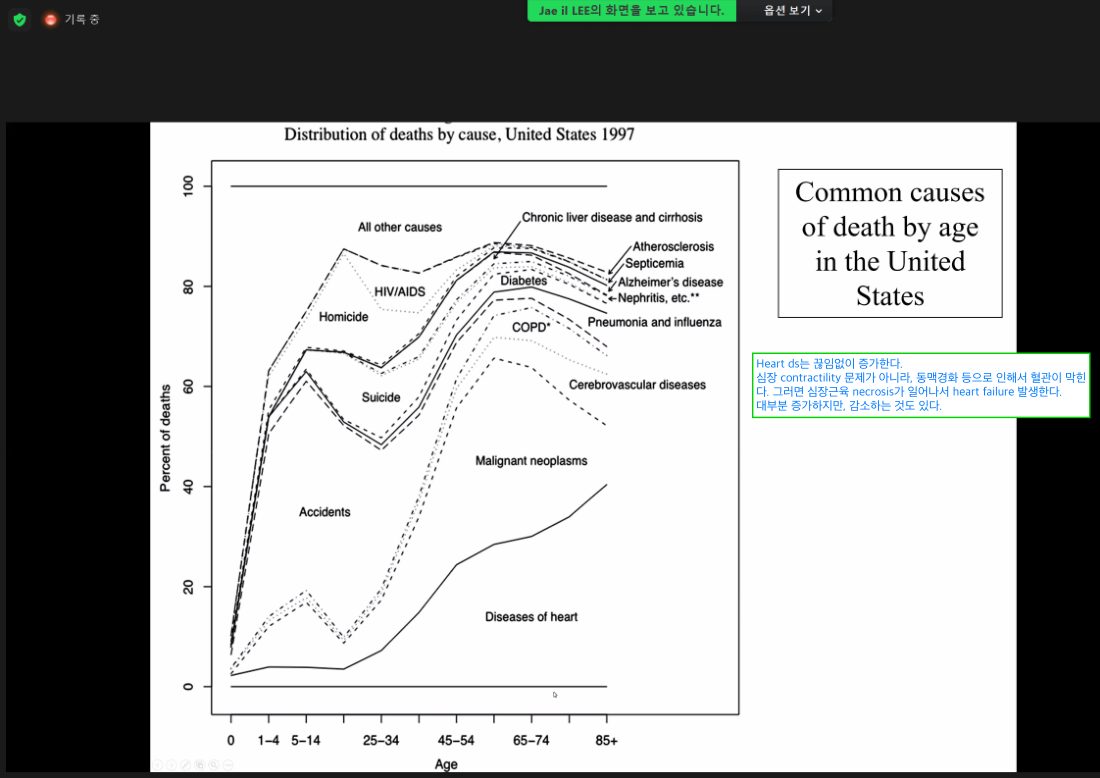 기록 중
Jae il LEE의 화면을 보고 있습니다.
옵션 보기
Distribution of deaths by cause, United States 1997
Common causes
of death by age
in the United
States
Percent of deaths
100
80
60
40
20
0
All other causes
Chronic liver disease and cirrhosis
Atherosclerosis
Septicemia
Alzheimer's disease
Nephritis, etc.**
HIV/AIDS
Diabetes
Homicide
Pneumonia and influenza
COPD*
Suicide
Cerebrovascular diseases
Malignant neoplasms
Accidents
Diseases of heart
0
1–4
5–14
25–34
45–54
65–74
85+
Age
Heart ds는 끊임없이 증가한다.
심장 contractility 문제가 아니라, 동맥경화 등으로 인해서 혈관이 막힌
다. 그러면 심장근육 necrosis가 일어나서 heart failure 발생한다.
대부분 증가하지만, 감소하는 것도 있다.